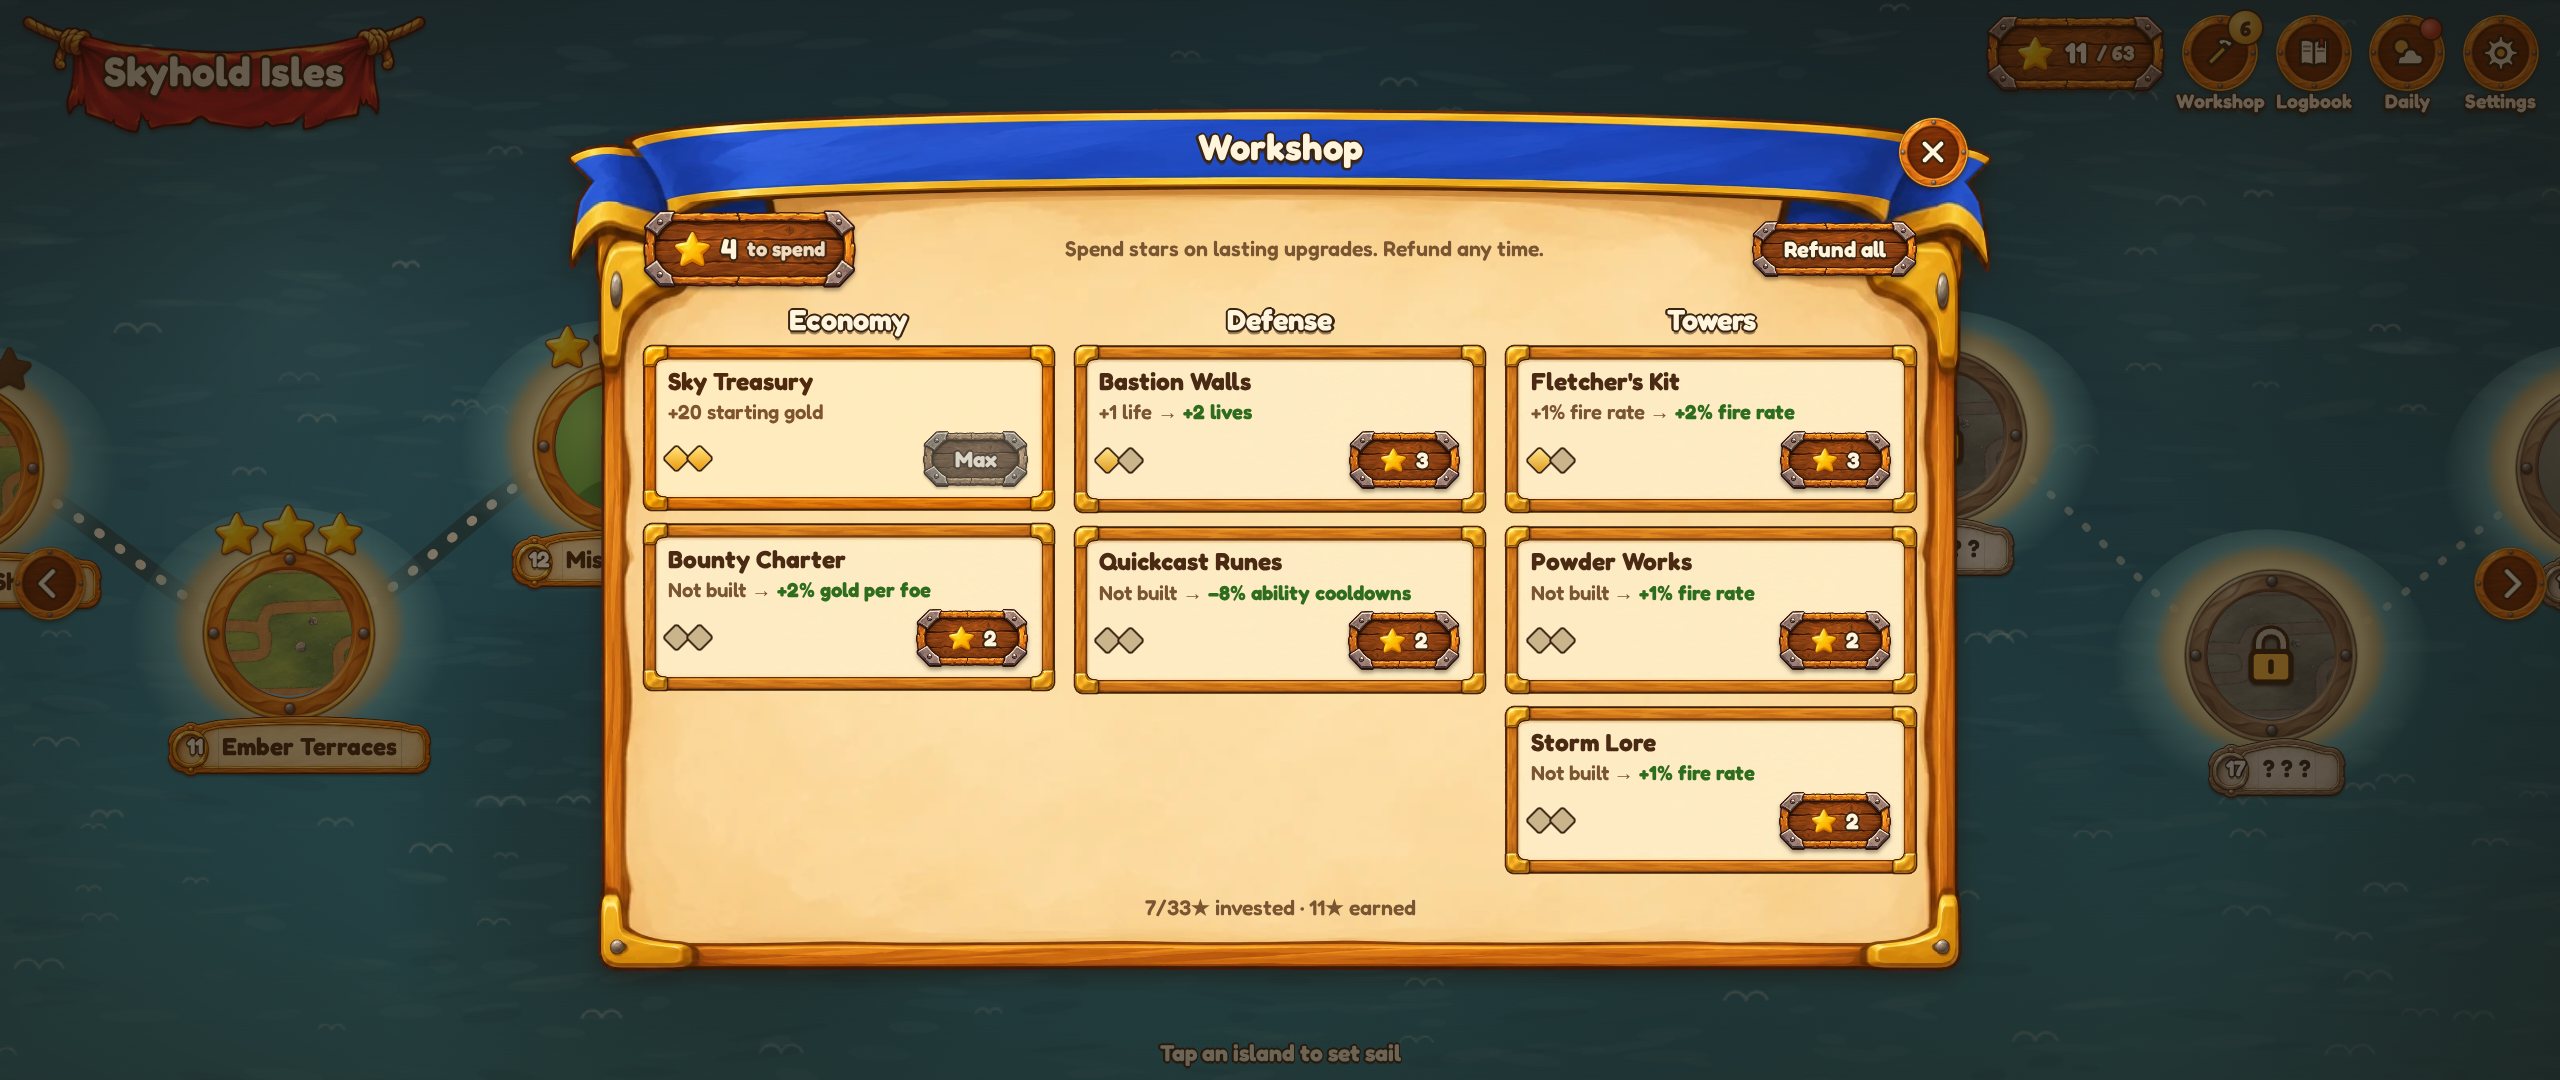 Skyhold Isles
11 / 63
6
Workshop
Logbook
Daily
Settings
Workshop
4 to spend
Spend stars on lasting upgrades. Refund any time.
Refund all
Economy
Defense
Towers
Sky Treasury
+20 starting gold
Max
Bastion Walls
+1 life → +2 lives
3
Fletcher's Kit
+1% fire rate → +2% fire rate
3
Bounty Charter
Not built → +2% gold per foe
2
Quickcast Runes
Not built → −8% ability cooldowns
2
Powder Works
Not built → +1% fire rate
2
Storm Lore
Not built → +1% fire rate
2
7/33★ invested · 11★ earned
12 Mis
11 Ember Terraces
17 ? ? ?
Tap an island to set sail